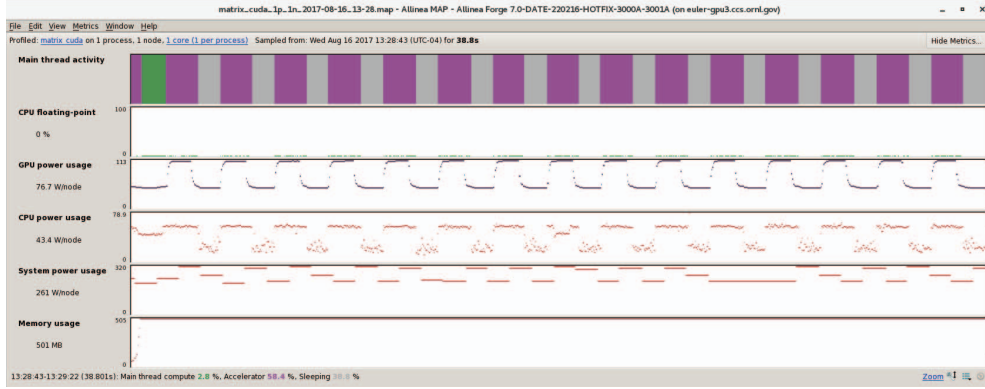 matrix_cuda_1p_1n_2017-08-16_13-28.map - Allinea MAP - Allinea Forge 7.0-DATE-220216-HOTFIX-3000A-3001A (on euler-gpu3.ccs.ornl.gov)
File Edit View Metrics Window Help
Profiled: matrix_cuda on 1 process, 1 node, 1 core (1 per process) Sampled from: Wed Aug 16 2017 13:28:43 (UTC-04) for 38.8s Hide Metrics...
Main thread activity
CPU floating-point 100
0 %
0
GPU power usage 113
76.7 W/node
0
CPU power usage 78.9
43.4 W/node
0
System power usage 320
261 W/node
0
Memory usage 505
501 MB
0
13:28:43-13:29:22 (38.801s): Main thread compute 2.8 %, Accelerator 58.4 %, Sleeping %
Zoom